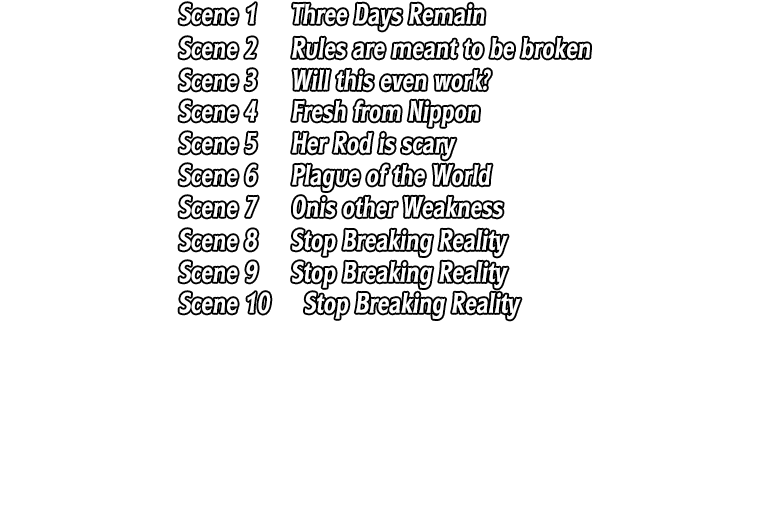 Scene 1 Three Days Remain
Scene 2 Rules are meant to be broken
Scene 3 Will this even work?
Scene 4 Fresh from Nippon
Scene 5 Her Rod is scary
Scene 6 Plague of the World
Scene 7 Onis other Weakness
Scene 8 Stop Breaking Reality
Scene 9 Stop Breaking Reality
Scene 10 Stop Breaking Reality